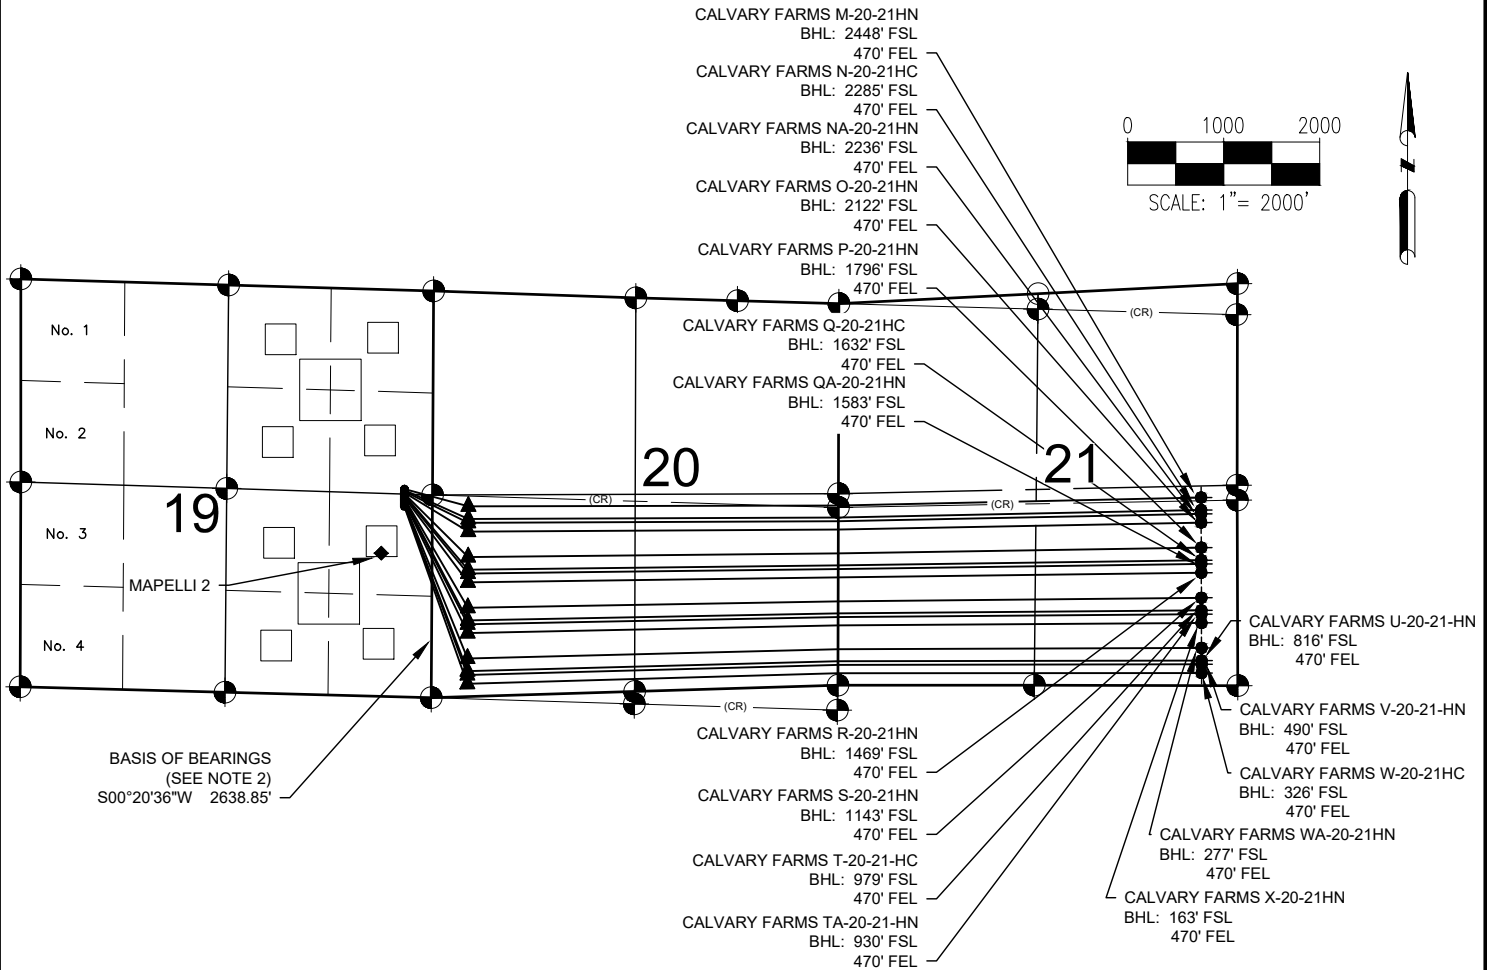 CALVARY FARMS M-20-21HN
BHL: 2448' FSL
470' FEL
CALVARY FARMS N-20-21HC
BHL: 2285' FSL
470' FEL
CALVARY FARMS NA-20-21HN
BHL: 2236' FSL
470' FEL
CALVARY FARMS O-20-21HN
BHL: 2122' FSL
470' FEL
CALVARY FARMS P-20-21HN
BHL: 1796' FSL
470' FEL
CALVARY FARMS Q-20-21HC
BHL: 1632' FSL
470' FEL
CALVARY FARMS QA-20-21HN
BHL: 1583' FSL
470' FEL
0 1000 2000
SCALE: 1"= 2000'
N
(CR)
No. 1
No. 2
No. 3
No. 4
19
20
21
(CR)
(CR)
(CR)
MAPELLI 2
BASIS OF BEARINGS
(SEE NOTE 2)
S00°20'36"W 2638.85'
CALVARY FARMS R-20-21HN
BHL: 1469' FSL
470' FEL
CALVARY FARMS S-20-21HN
BHL: 1143' FSL
470' FEL
CALVARY FARMS T-20-21-HC
BHL: 979' FSL
470' FEL
CALVARY FARMS TA-20-21-HN
BHL: 930' FSL
470' FEL
CALVARY FARMS U-20-21-HN
BHL: 816' FSL
470' FEL
CALVARY FARMS V-20-21-HN
BHL: 490' FSL
470' FEL
CALVARY FARMS W-20-21HC
BHL: 326' FSL
470' FEL
CALVARY FARMS WA-20-21HN
BHL: 277' FSL
470' FEL
CALVARY FARMS X-20-21HN
BHL: 163' FSL
470' FEL